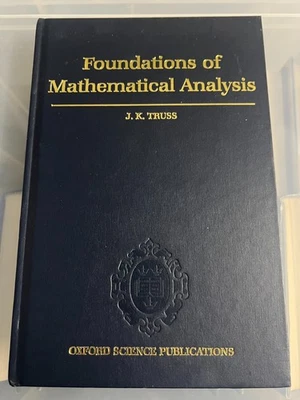 Foundations of
Mathematical Analysis
J. K. TRUSS
OXFORD SCIENCE PUBLICATIONS